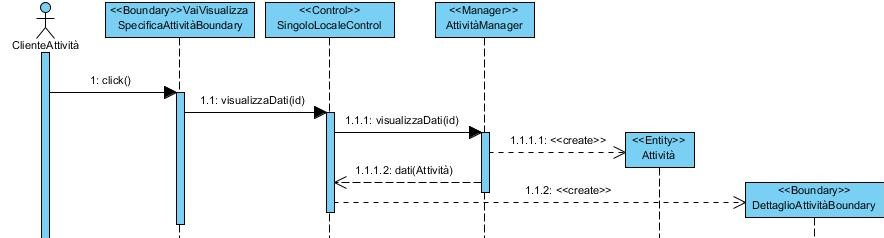 <<Boundary>>VaiVisualizza
SpecificaAttivitàBoundary
<<Control>>
SingoloLocaleControl
<<Manager>>
AttivitàManager
ClienteAttività
1: click()
1.1: visualizzaDati(id)
1.1.1: visualizzaDati(id)
1.1.1.1: <<create>>
<<Entity>>
Attività
1.1.1.2: dati(Attività)
1.1.2: <<create>>
<<Boundary>>
DettaglioAttivitàBoundary